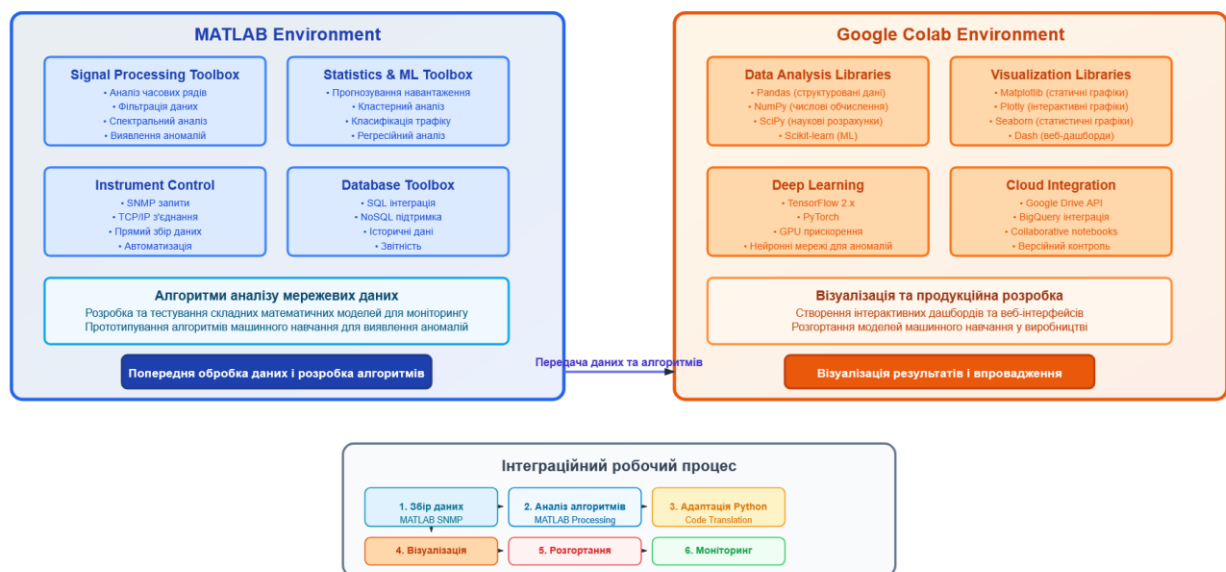 MATLAB Environment
Signal Processing Toolbox
• Аналіз часових рядів
• Фільтрація даних
• Спектральний аналіз
• Виявлення аномалій
Statistics & ML Toolbox
• Прогнозування навантаження
• Кластерний аналіз
• Класифікація трафіку
• Регресійний аналіз
Instrument Control
• SNMP запити
• TCP/IP з'єднання
• Прямий збір даних
• Автоматизація
Database Toolbox
• SQL інтеграція
• NoSQL підтримка
• Історичні дані
• Звітність
Алгоритми аналізу мережевих даних
Розробка та тестування складних математичних моделей для моніторингу
Прототипування алгоритмів машинного навчання для виявлення аномалій
Попередня обробка даних і розробка алгоритмів
Передача даних та алгоритмів
Google Colab Environment
Data Analysis Libraries
• Pandas (структуровані дані)
• NumPy (числові обчислення)
• SciPy (наукові розрахунки)
• Scikit-learn (ML)
Visualization Libraries
• Matplotlib (статичні графіки)
• Plotly (інтерактивні графіки)
• Seaborn (статистичні графіки)
• Dash (веб-дашборди)
Deep Learning
• TensorFlow 2.x
• PyTorch
• GPU прискорення
• Нейронні мережі для аномалій
Cloud Integration
• Google Drive API
• BigQuery інтеграція
• Collaborative notebooks
• Версійний контроль
Візуалізація та продукційна розробка
Створення інтерактивних дашбордів та веб-інтерфейсів
Розгортання моделей машинного навчання у виробництві
Візуалізація результатів і впровадження
Інтеграційний робочий процес
1. Збір даних
MATLAB SNMP
2. Аналіз алгоритмів
MATLAB Processing
3. Адаптація Python
Code Translation
4. Візуалізація
5. Розгортання
6. Моніторинг